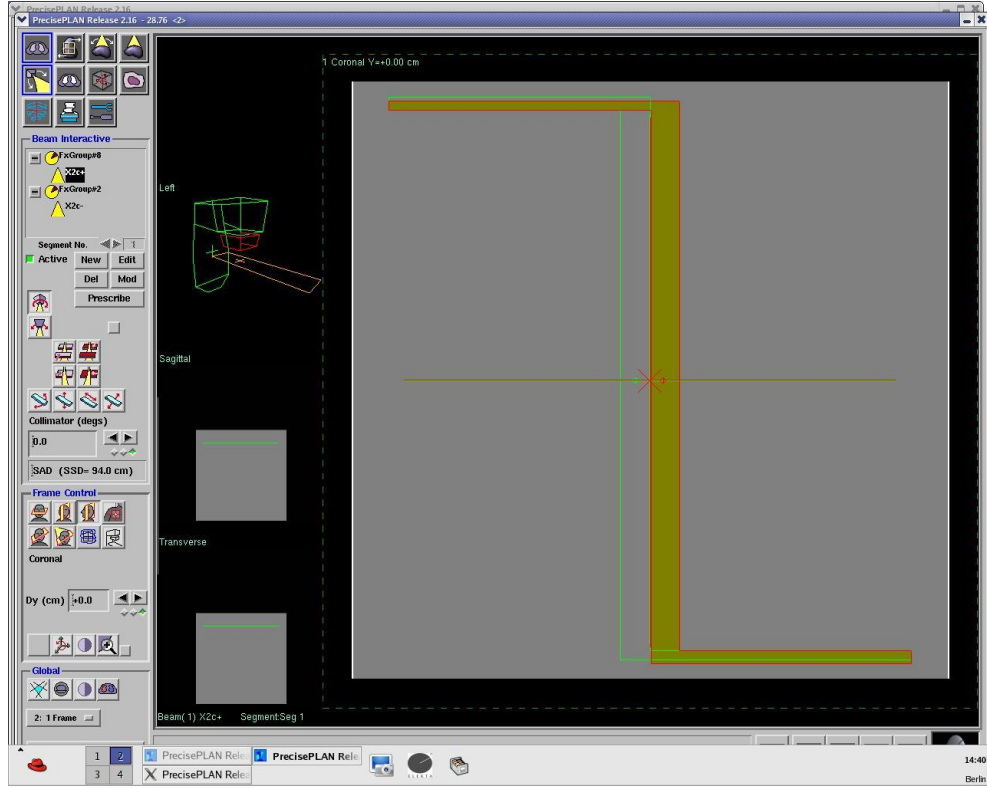 PrecisePLAN Release 2.16
PrecisePLAN Release 2.16 - 28.76 <2>
1 Coronal Y=+0.00 cm
Beam Interactive
FxGroup#8
X2c+
FxGroup#2
X2c-
Segment No. 1
Active New Edit
Del Mod
Prescribe
Left
Sagittal
Transverse
Collimator (degs)
0.0
SAD (SSD= 94.0 cm)
Frame Control
Coronal
Dy (cm) +0.0
Global
2: 1 Frame
Beam( 1) X2c+ Segment:Seg 1
1 2
3 4
PrecisePLAN Rele
PrecisePLAN Rele
PrecisePLAN Relea
ELEKTA
14:40
Berlin